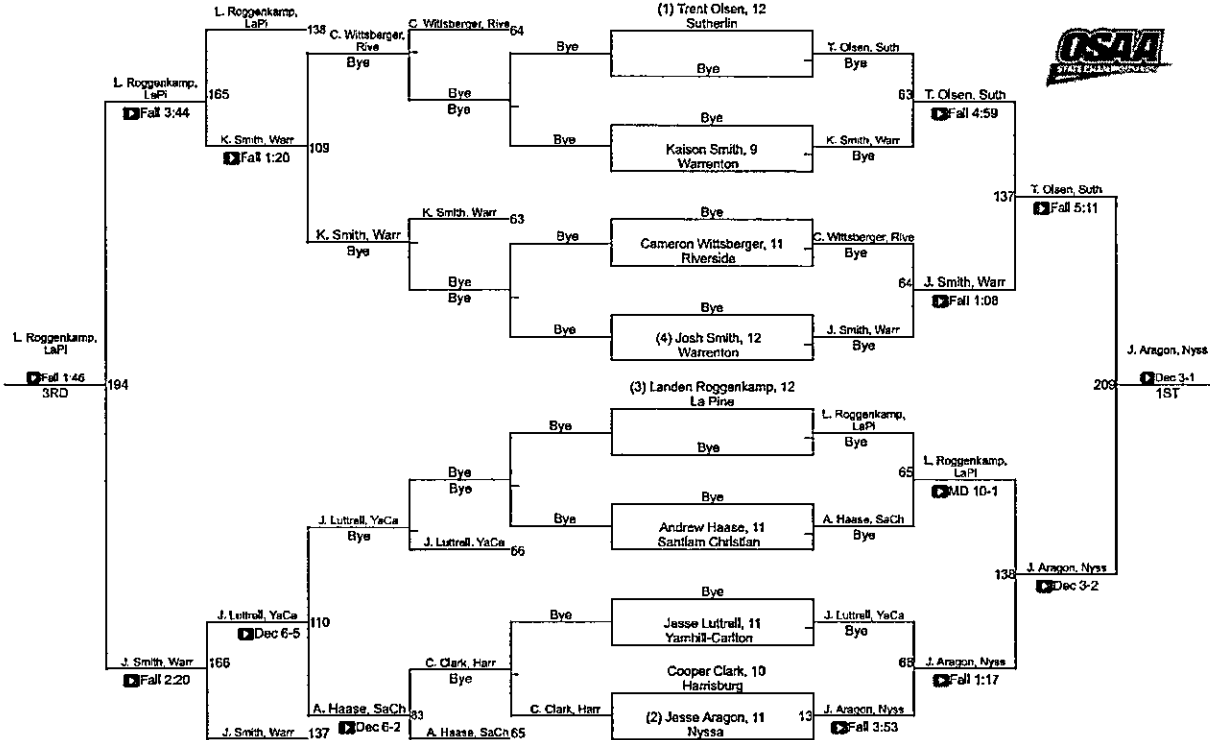 L. Roggenkamp,
LaPi
138
C. Wittsberger,
Rive
Bye
C. Wittsberger, Rive
64
Bye
Bye
Bye
Bye
(1) Trent Olsen, 12
Sutherlin
Bye
T. Olsen, Suth
Bye
OSAA
STATE CHAMPIONSHIPS
L. Roggenkamp,
LaPi
Fall 3:44
165
K. Smith, Warr
Fall 1:20
109
Bye
Kaison Smith, 9
Warrenton
K. Smith, Warr
Bye
63
T. Olsen, Suth
Fall 4:59
K. Smith, Warr
Bye
K. Smith, Warr
63
Bye
Bye
Bye
Bye
Bye
Cameron Wittsberger, 11
Riverside
C. Wittsberger, Rive
Bye
137
T. Olsen, Suth
Fall 5:11
(4) Josh Smith, 12
Warrenton
Bye
J. Smith, Warr
Bye
64
J. Smith, Warr
Fall 1:08
L. Roggenkamp,
LaPi
Fall 1:46
3RD
194
J. Aragon, Nyss
Dec 3-1
1ST
209
(3) Landen Roggenkamp, 12
La Pine
Bye
Bye
L. Roggenkamp,
LaPi
Bye
65
L. Roggenkamp,
LaPi
MD 10-1
Bye
Bye
J. Luttrell, YaCa
Bye
J. Luttrell, YaCa
66
Bye
Bye
Andrew Haase, 11
Santiam Christian
A. Haase, SaCh
Bye
138
J. Aragon, Nyss
Dec 3-2
J. Luttrell, YaCa
Dec 6-5
110
Bye
Bye
Jesse Luttrell, 11
Yamhill-Carlton
J. Luttrell, YaCa
Bye
J. Smith, Warr
Fall 2:20
166
C. Clark, Harr
Bye
Cooper Clark, 10
Harrisburg
66
J. Aragon, Nyss
Fall 1:17
A. Haase, SaCh
Dec 6-2
83
C. Clark, Harr
(2) Jesse Aragon, 11
Nyssa
13
J. Aragon, Nyss
Fall 3:53
J. Smith, Warr
137
A. Haase, SaCh
65